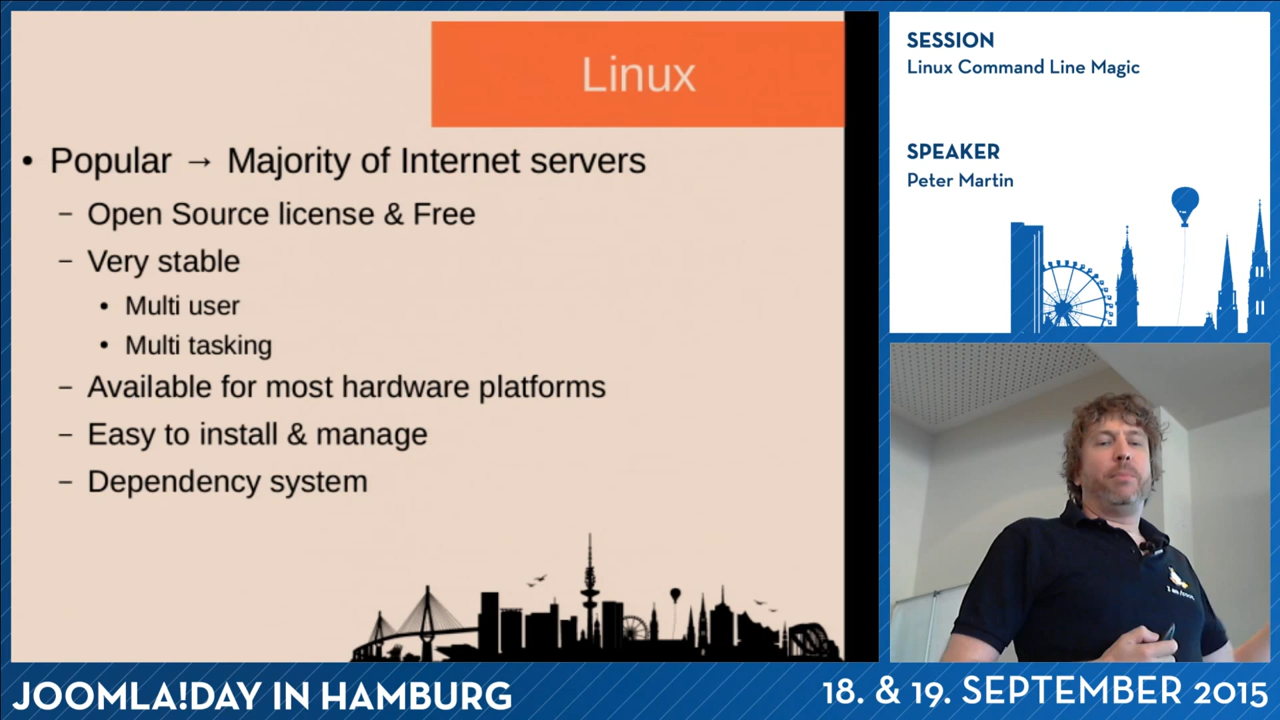 Linux
• Popular → Majority of Internet servers
– Open Source license & Free
– Very stable
• Multi user
• Multi tasking
– Available for most hardware platforms
– Easy to install & manage
– Dependency system
SESSION
Linux Command Line Magic
SPEAKER
Peter Martin
JOOMLA!DAY IN HAMBURG
18. & 19. SEPTEMBER 2015